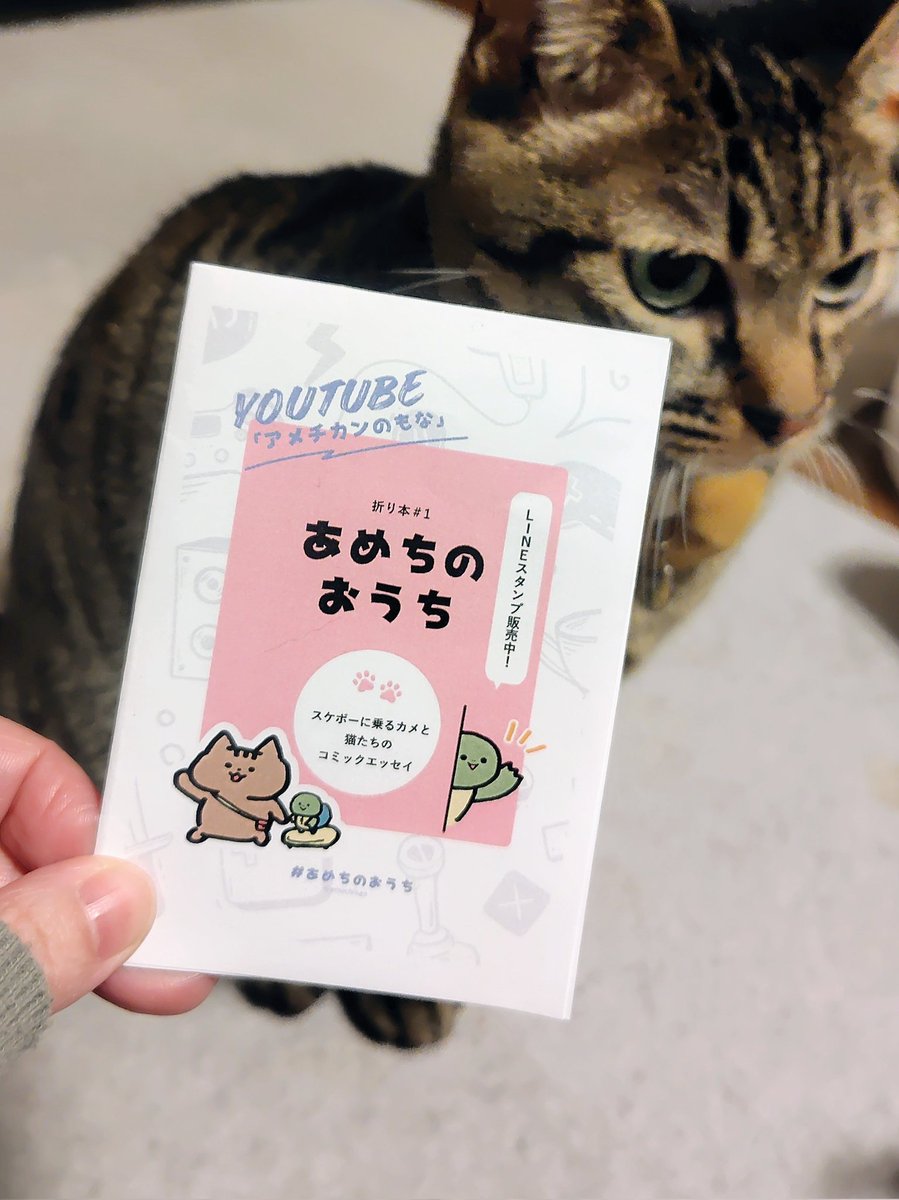 YOUTUBE
「アメチカンのもな」
折り本#1
あめちの
おうち
LINEスタンプ販売中!
スケボーに乗るカメと
猫たちの
コミックエッセイ
#あめちのおうち